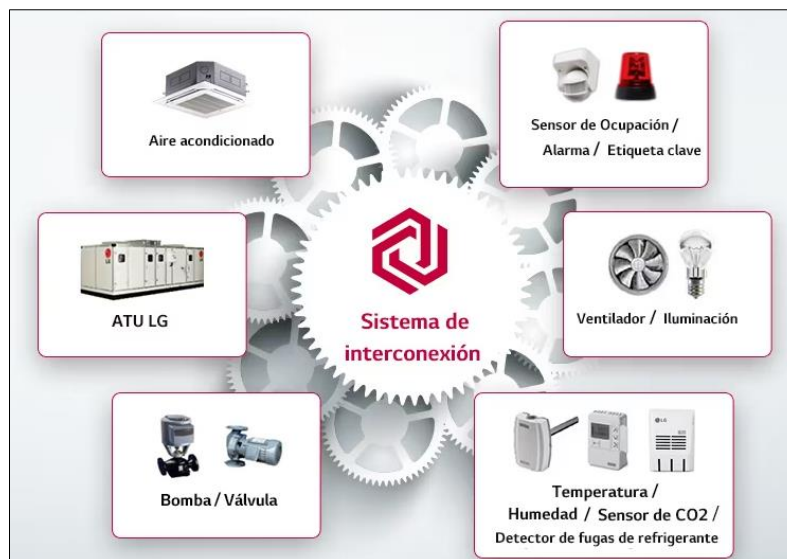 Aire acondicionado
Sensor de Ocupación /
Alarma / Etiqueta clave
ATU LG
Sistema de
interconexión
Ventilador / Iluminación
Bomba / Válvula
LG
Temperatura /
Humedad / Sensor de CO2 /
Detector de fugas de refrigerante